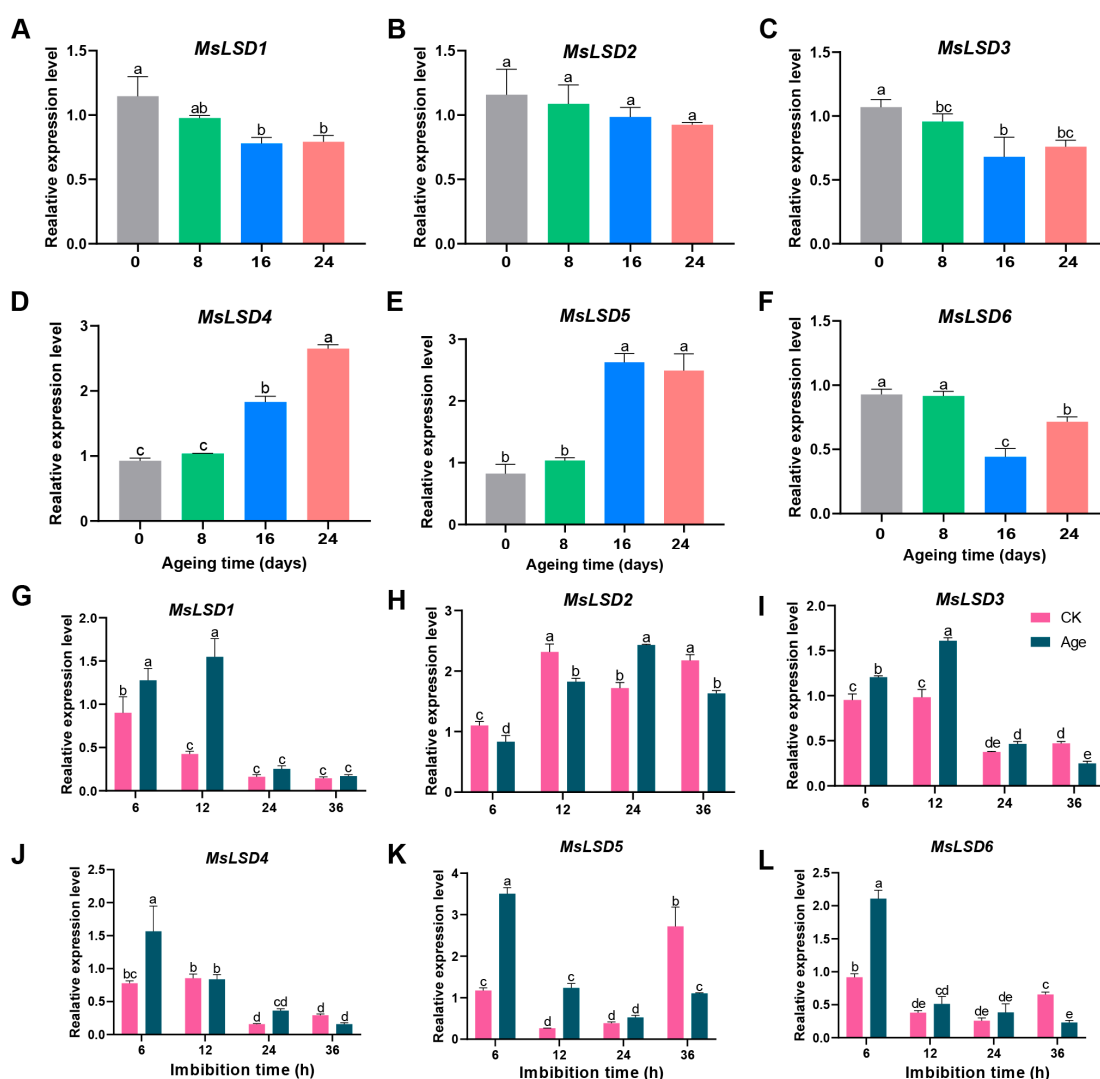 A
MsLSD1
Realative expression level
1.5
1.0
0.5
0.0
a
ab
b
b
0 8 16 24
B
MsLSD2
Realative expression level
1.5
1.0
0.5
0.0
a
a
a
a
0 8 16 24
C
MsLSD3
Realative expression level
1.5
1.0
0.5
0.0
a
bc
b
bc
0 8 16 24
D
MsLSD4
Realative expression level
3
2
1
0
c
c
b
a
0 8 16 24
Ageing time (days)
E
MsLSD5
Realative expression level
3
2
1
0
b
b
a
a
0 8 16 24
Ageing time (days)
F
MsLSD6
Realative expression level
1.5
1.0
0.5
0.0
a
a
c
b
0 8 16 24
Ageing time (days)
G
MsLSD1
Realative expression level
2.0
1.5
1.0
0.5
0.0
b a
c a
c c
c c
6 12 24 36
H
MsLSD2
Realative expression level
3
2
1
0
c d
a b
c a
a b
6 12 24 36
I
MsLSD3
Realative expression level
2.0
1.5
1.0
0.5
0.0
c b
c a
de d
d e
6 12 24 36
CK
Age
J
MsLSD4
Realative expression level
2.5
2.0
1.5
1.0
0.5
0.0
bc a
b b
d cd
d d
6 12 24 36
Imbibition time (h)
K
MsLSD5
Realative expression level
4
3
2
1
0
c a
d c
d d
b c
6 12 24 36
Imbibition time (h)
L
MsLSD6
Realative expression level
2.5
2.0
1.5
1.0
0.5
0.0
b a
de cd
de de
c e
6 12 24 36
Imbibition time (h)